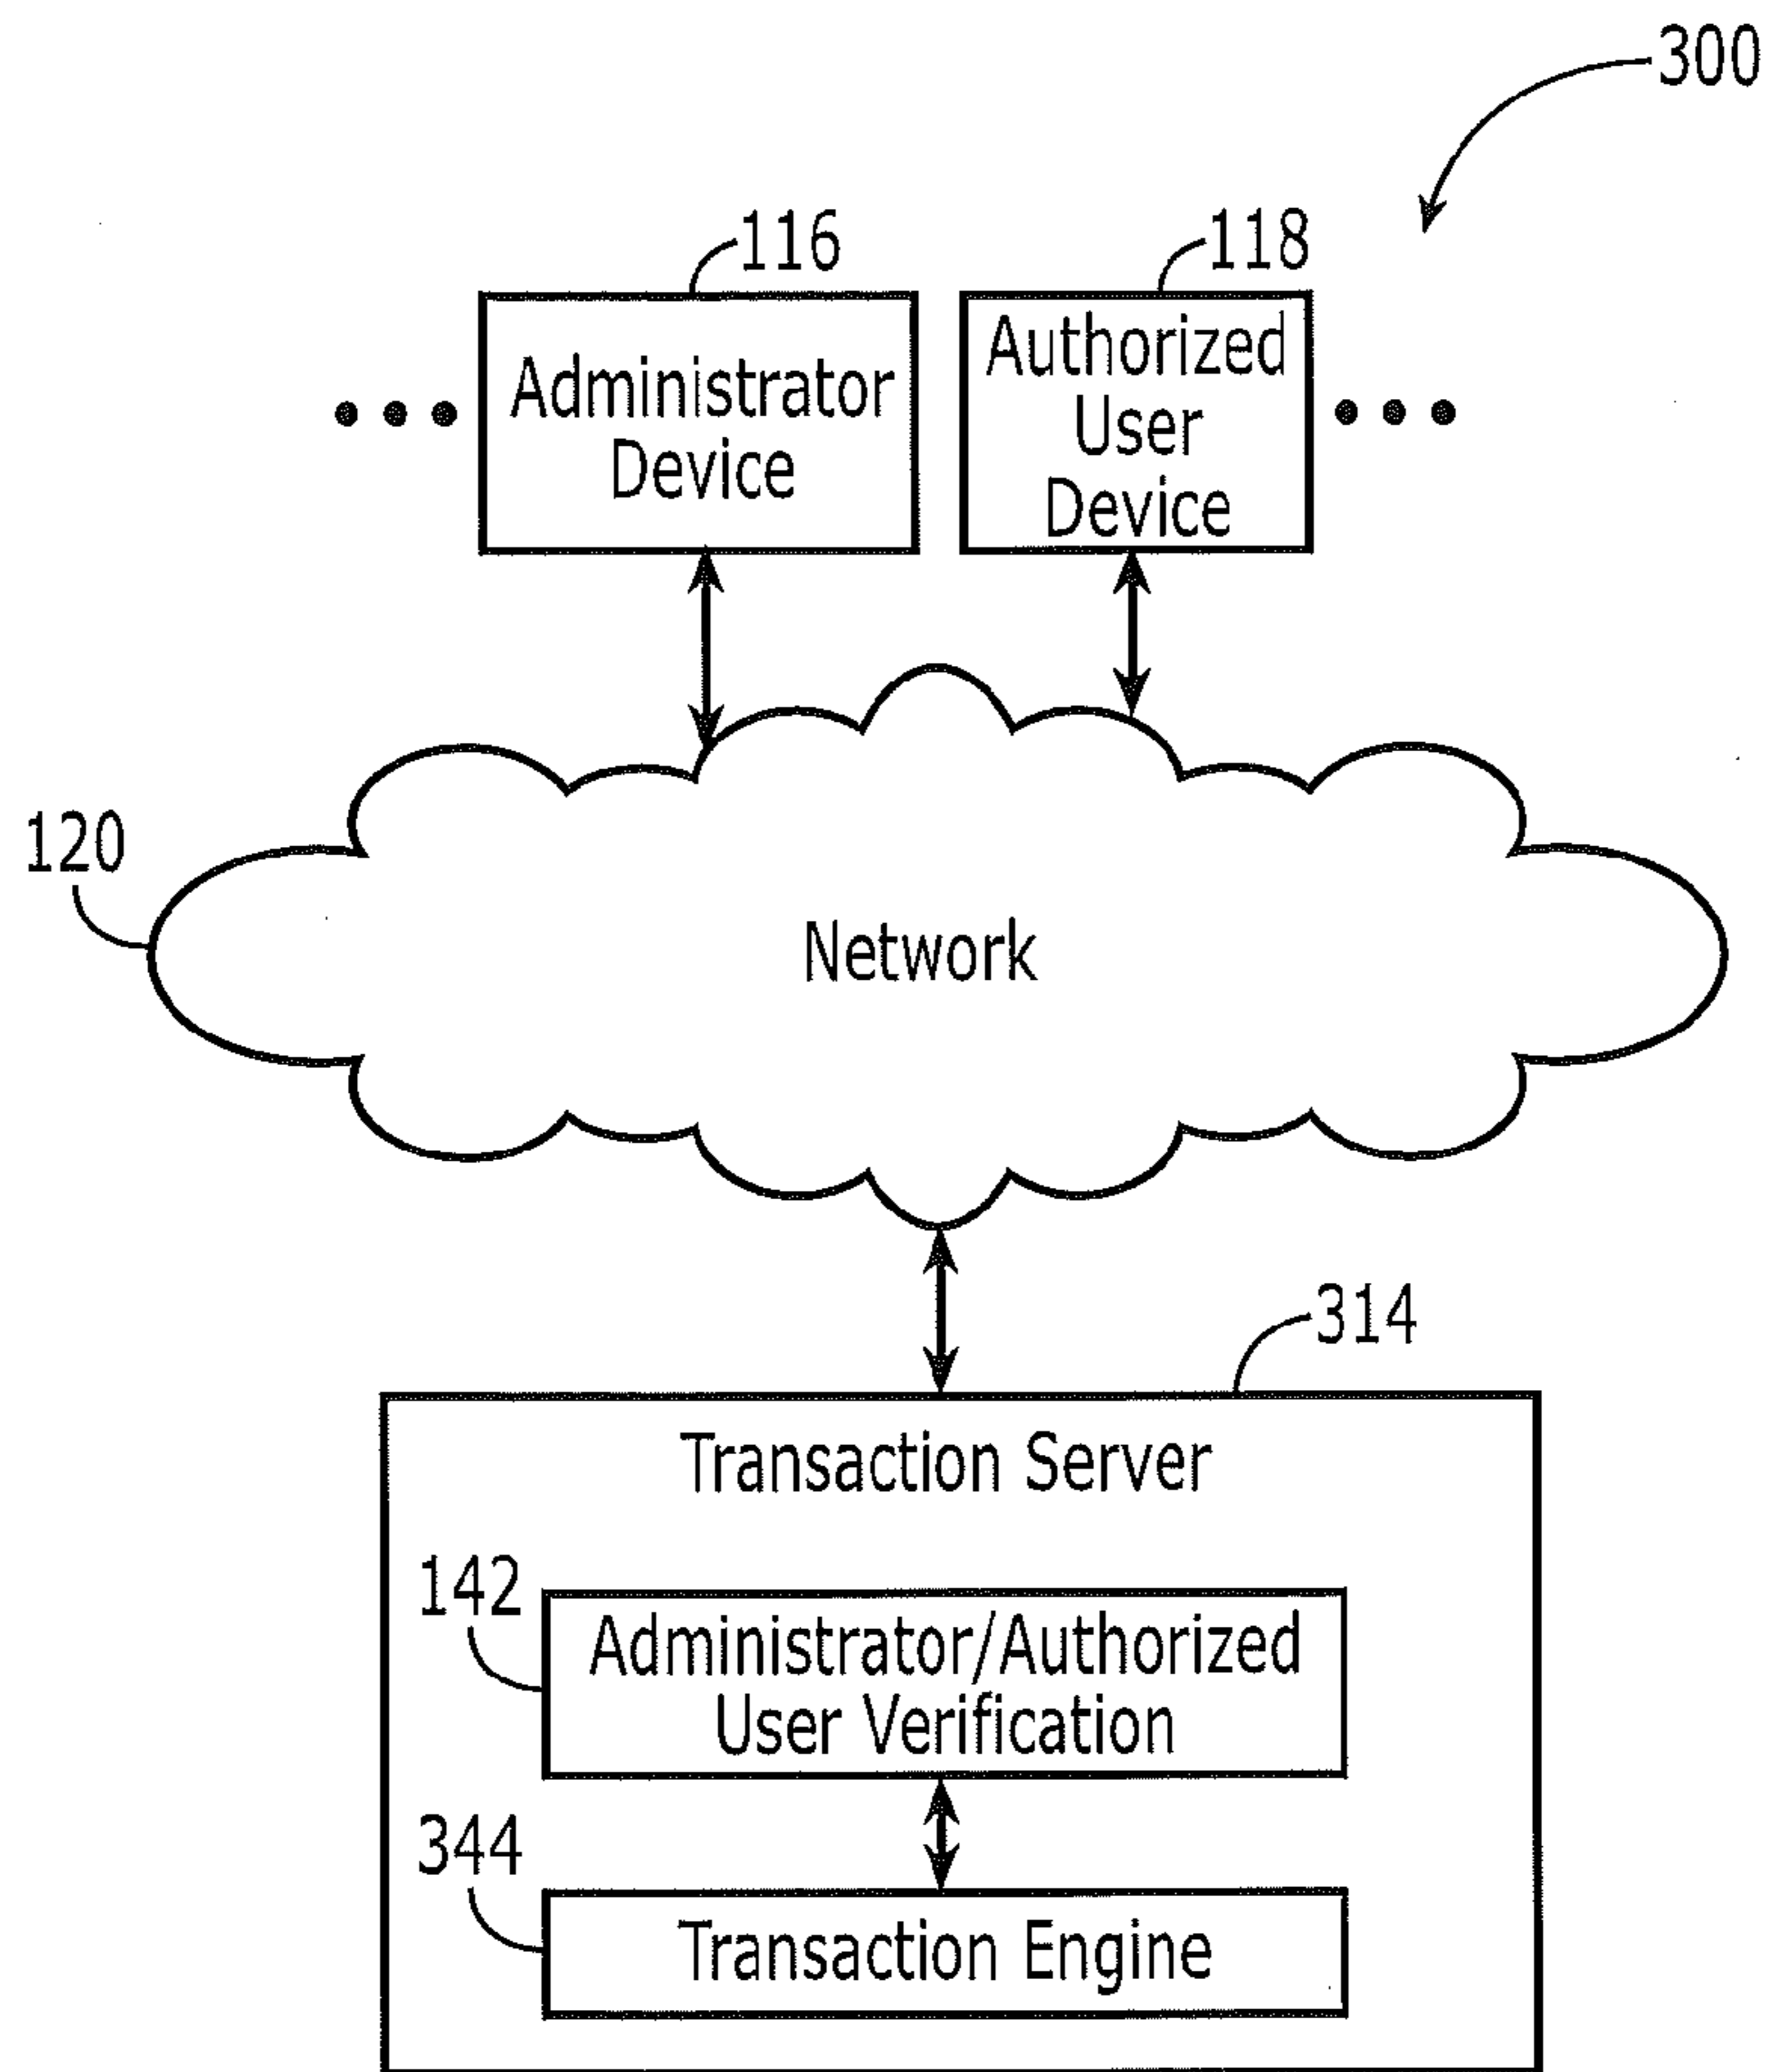 300
116
118
Administrator
Device
Authorized
User
Device
120
Network
314
Transaction Server
142
Administrator/Authorized
User Verification
344
Transaction Engine